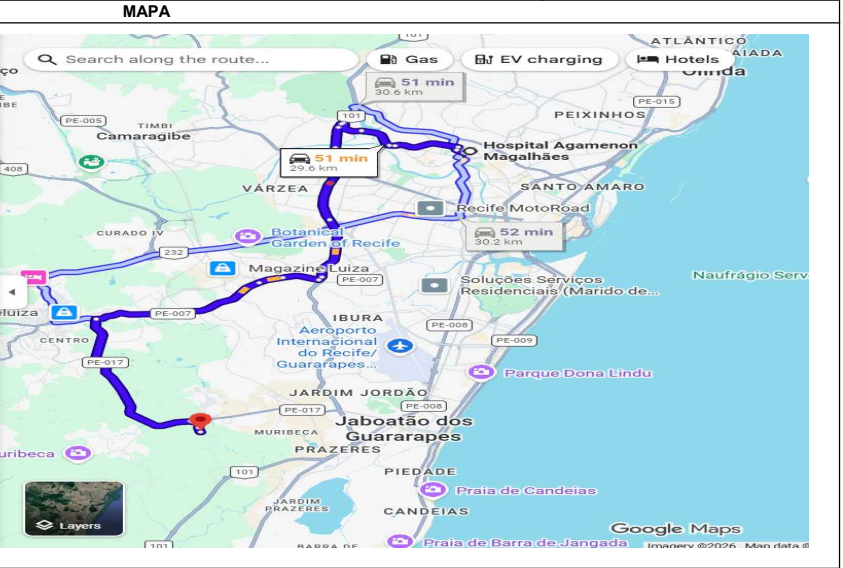 MAPA
101
ATLÂNTICO
Search along the route...
Gas
EV charging
Hotels
AIADA
Olinda
ço
51 min
30.6 km
PE-015
PEIXINHOS
101
PE-005
TIMBI
Camaragibe
Hospital Agamenon
Magalhães
51 min
29.6 km
408
VÁRZEA
SANTO AMARO
Recife MotoRoad
CURADO IV
Botanical
Garden of Recife
52 min
30.2 km
232
Magazine Luiza
PE-007
Soluções Serviços
Residenciais (Marido de...
Naufrágio Serv
eluiza
PE-007
IBURA
PE-008
Aeroporto
Internacional
do Recife/
Guararapes...
CENTRO
PE-009
PE-017
Parque Dona Lindu
JARDIM JORDÃO
PE-017
PE-008
Jaboatão dos
Guararapes
MURIBECA
PRAZERES
uribeca
101
PIEDADE
Praia de Candeias
JARDIM
PRAZERES
CANDEIAS
Layers
Google Maps
101
BARRA DE
Praia de Barra de Jangada
Imagery ©2026 , Map data ©